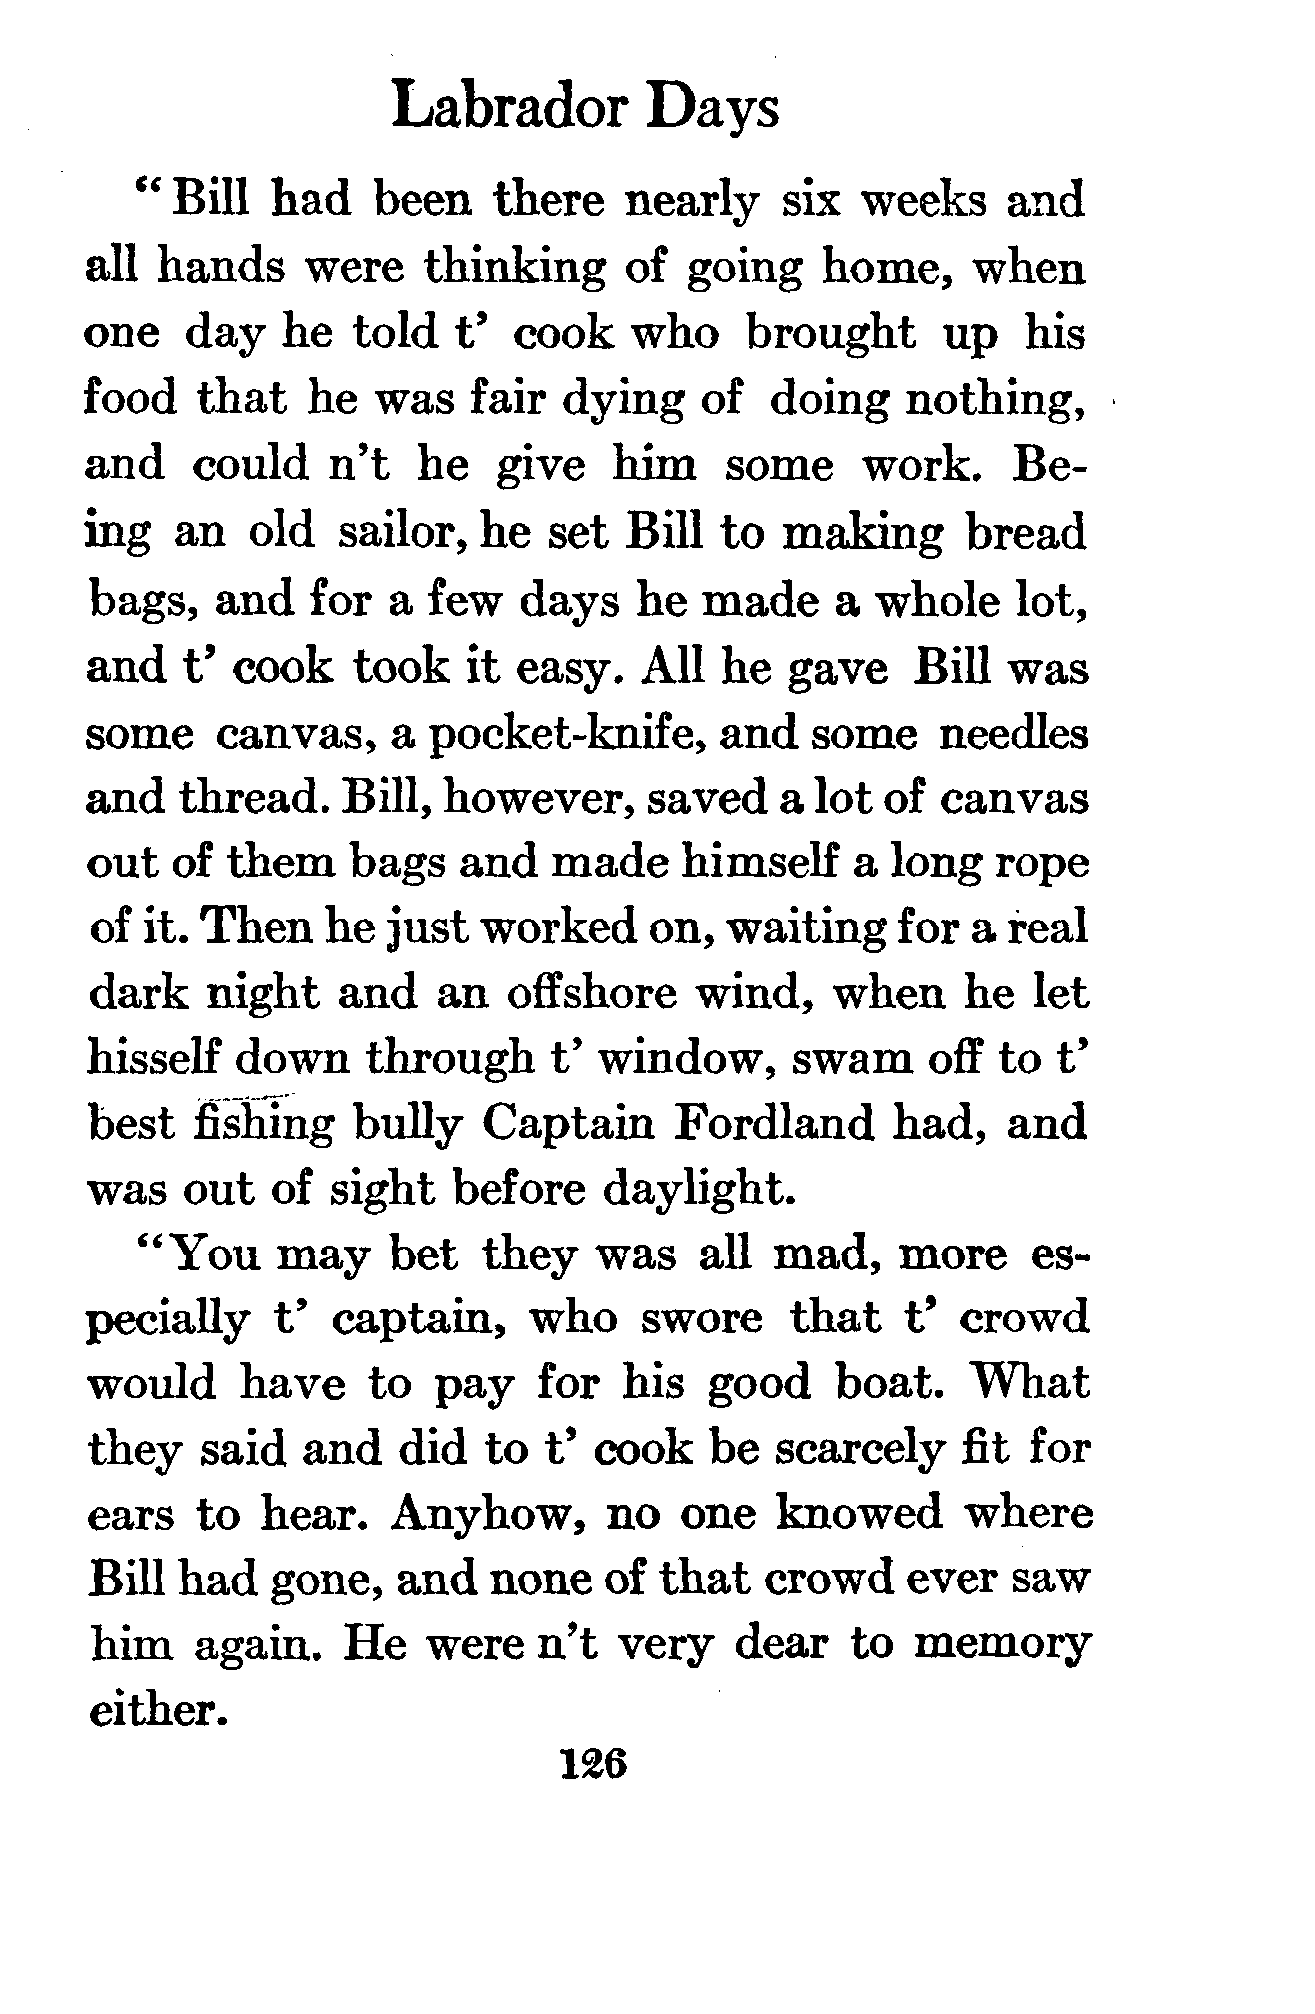 Labrador Days
“Bill had been there nearly six weeks and
all hands were thinking of going home, when
one day he told t’ cook who brought up his
food that he was fair dying of doing nothing,
and could n’t he give him some work. Be-
ing an old sailor, he set Bill to making bread
bags, and for a few days he made a whole lot,
and t’ cook took it easy. All he gave Bill was
some canvas, a pocket-knife, and some needles
and thread. Bill, however, saved a lot of canvas
out of them bags and made himself a long rope
of it. Then he just worked on, waiting for a real
dark night and an offshore wind, when he let
hisself down through t’ window, swam off to t’
best fishing bully Captain Fordland had, and
was out of sight before daylight.
“You may bet they was all mad, more es-
pecially t’ captain, who swore that t’ crowd
would have to pay for his good boat. What
they said and did to t’ cook be scarcely fit for
ears to hear. Anyhow, no one knowed where
Bill had gone, and none of that crowd ever saw
him again. He were n’t very dear to memory
either.
126